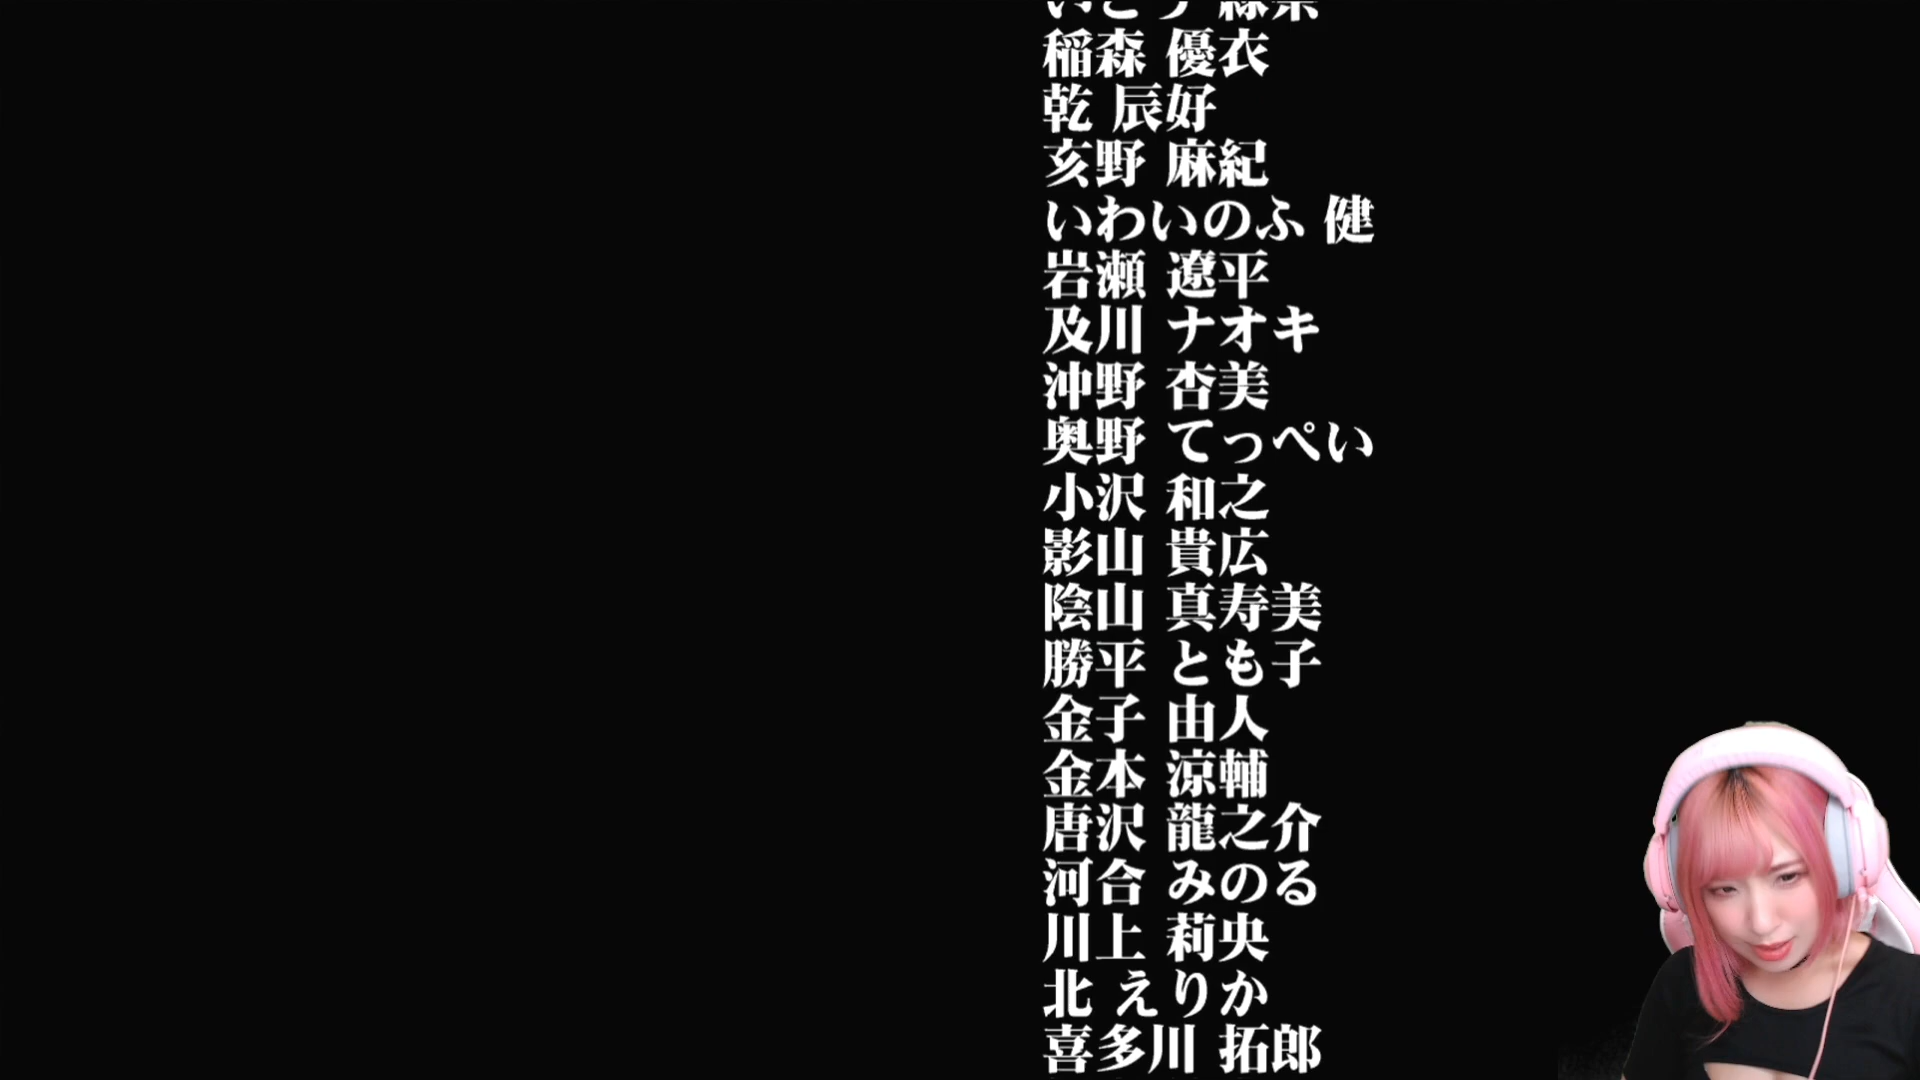 稲森 優衣
乾 辰好
亥野 麻紀
いわいのふ 健
岩瀬 遼平
及川 ナオキ
沖野 杏美
奥野 てっぺい
小沢 和之
影山 貴広
陰山 真寿美
勝平 とも子
金子 由人
金本 涼輔
唐沢 龍之介
河合 みのる
川上 莉央
北 えりか
喜多川 拓郎